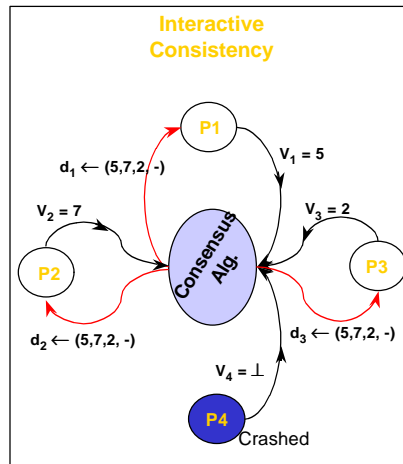 Interactive
Consistency
P1
d₁ ← (5,7,2, -)
V₁ = 5
V₂ = 7
V₃ = 2
Consensus
Alg.
P2
P3
d₂ ← (5,7,2, -)
d₃ ← (5,7,2, -)
V₄ = ⊥
P4
Crashed